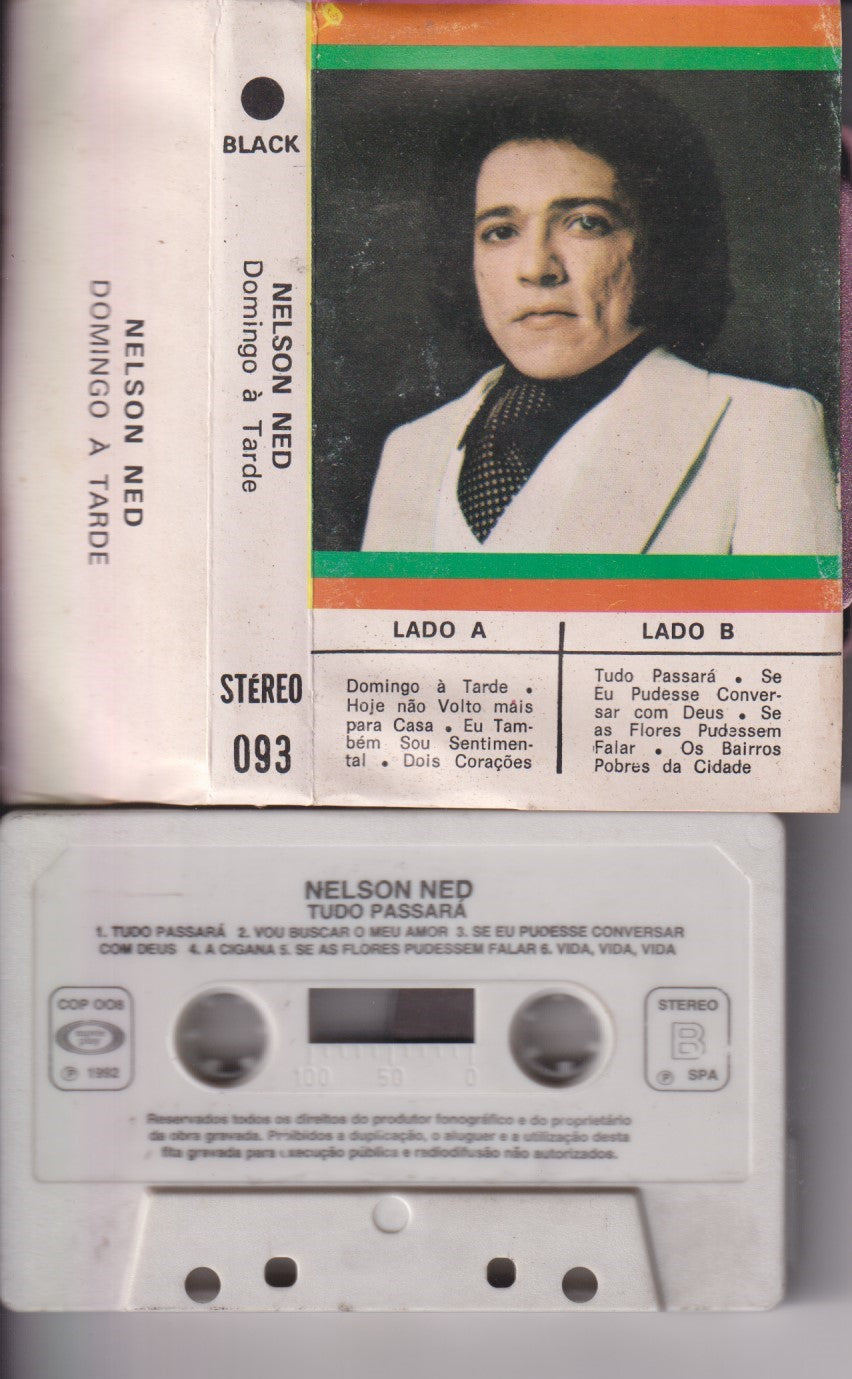 NELSON NED
DOMINGO À TARDE
BLACK
NELSON NED
Domingo à Tarde
STÉREO
093
LADO A
Domingo à Tarde •
Hoje não Volto mais
para Casa • Eu Tam-
bém Sou Sentimen-
tal • Dois Corações
LADO B
Tudo Passará • Se
Eu Pudesse Conver-
sar com Deus • Se
as Flores Pudessem
Falar • Os Bairros
Pobres da Cidade
NELSON NED
TUDO PASSARÁ
1. TUDO PASSARÁ 2. VOU BUSCAR O MEU AMOR 3. SE EU PUDESSE CONVERSAR
COM DEUS 4. A CIGANA 5. SE AS FLORES PUDESSEM FALAR 6. VIDA, VIDA, VIDA
COP 008
movie
play
℗ 1992
100 50 0
STEREO
B
℗ SPA
Reservados todos os direitos do produtor fonográfico e do proprietário
da obra gravada. Proibidos a duplicação, o aluguer e a utilização desta
fita gravada para execução pública e radiodifusão não autorizados.